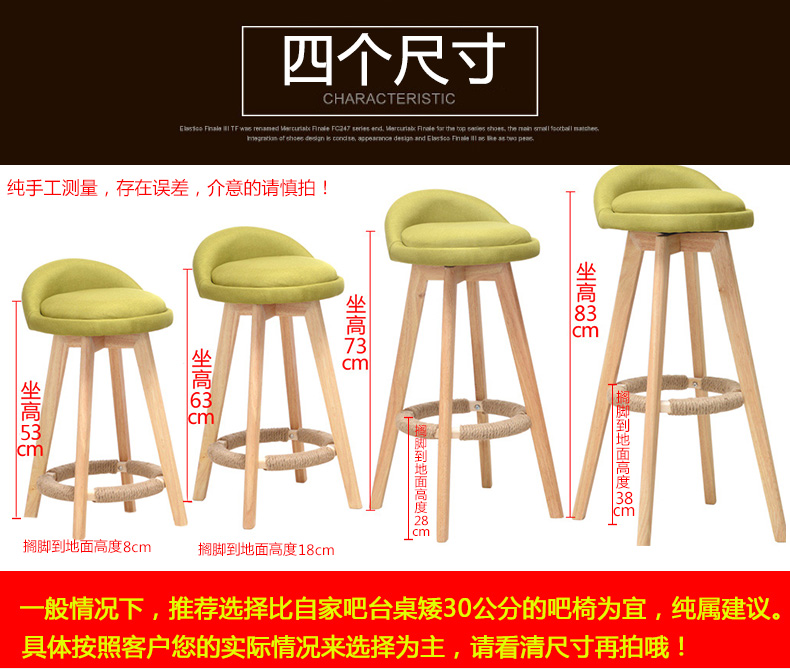 四个尺寸
CHARACTERISTIC
Elastico Finale III TF was renamed Mercurialx Finale FC247 series end, Mercurialx Finale for the top series shoes, the main small football matches.
Integration of shoes design is concise, appearance design and Elastico Finale III as like as two peas.
纯手工测量，存在误差，介意的请慎拍！
坐高53cm
搁脚到地面高度8cm
坐高63cm
搁脚到地面高度18cm
坐高73cm
搁脚到地面高度28cm
坐高83cm
搁脚到地面高度38cm
一般情况下，推荐选择比自家吧台桌矮30公分的吧椅为宜，纯属建议。
具体按照客户您的实际情况来选择为主，请看清尺寸再拍哦！